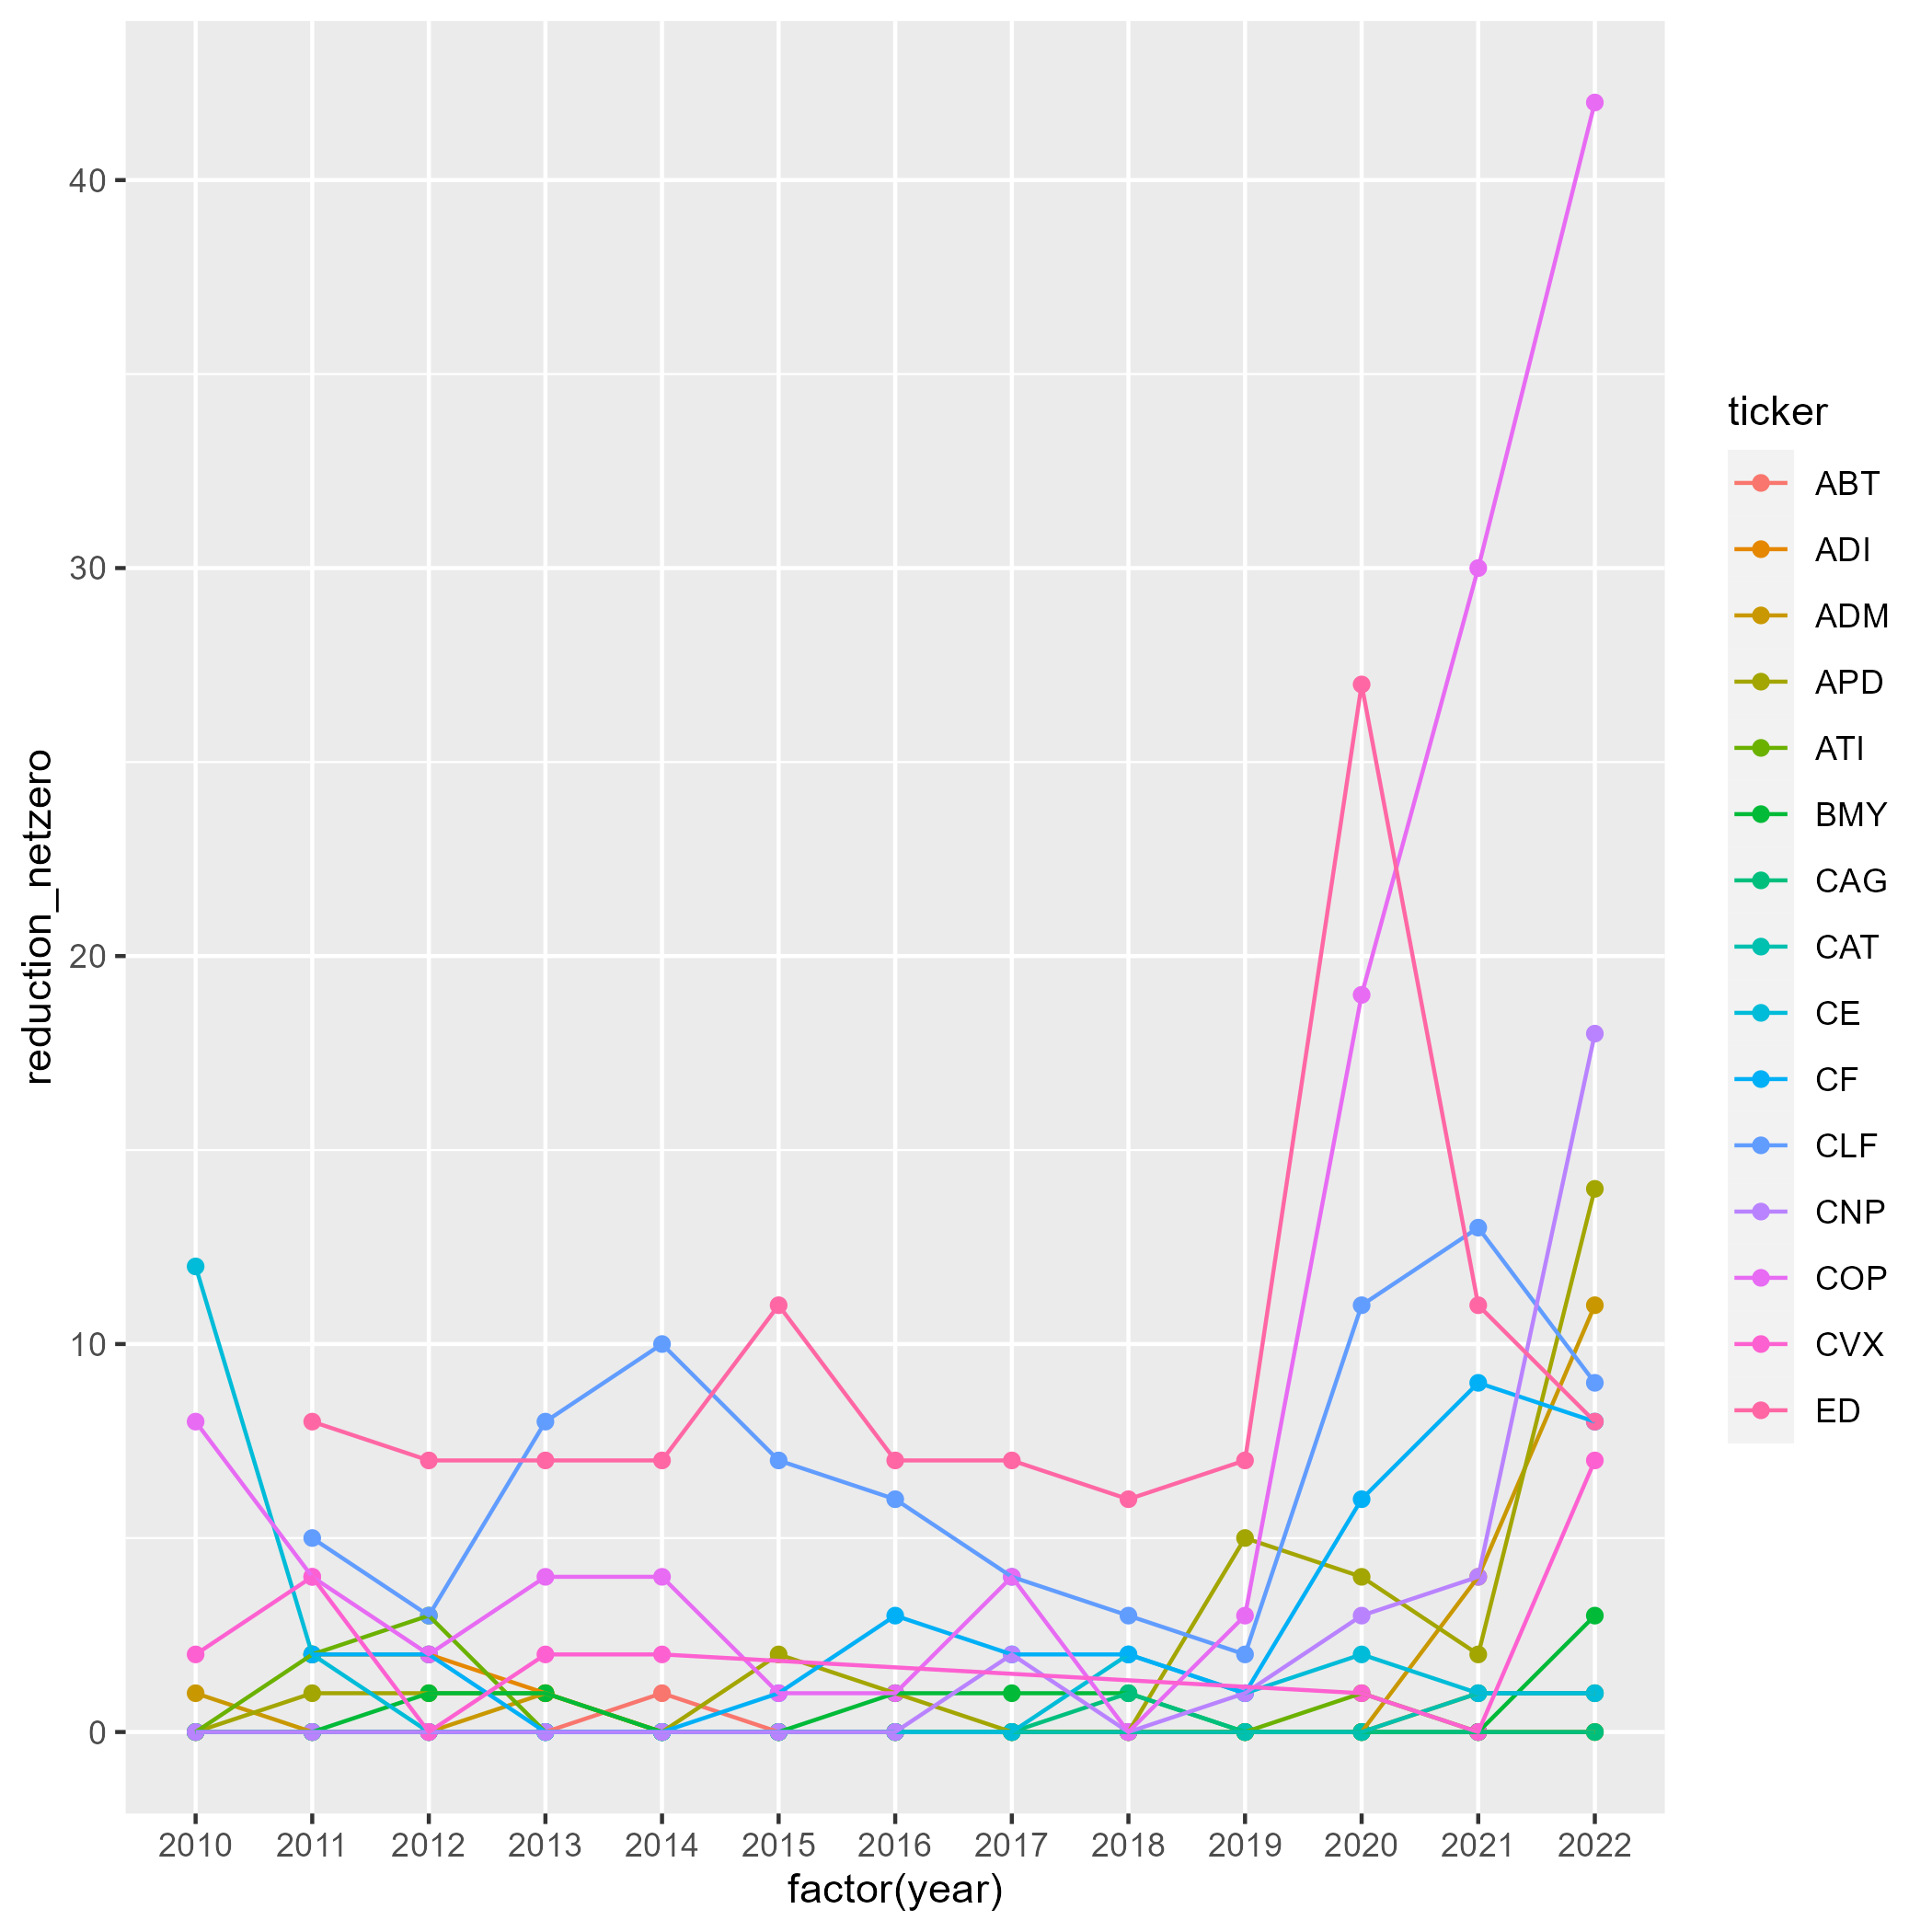 reduction_netzero
40
30
20
10
0
2010 2011 2012 2013 2014 2015 2016 2017 2018 2019 2020 2021 2022
factor(year)
ticker
ABT
ADI
ADM
APD
ATI
BMY
CAG
CAT
CE
CF
CLF
CNP
COP
CVX
ED